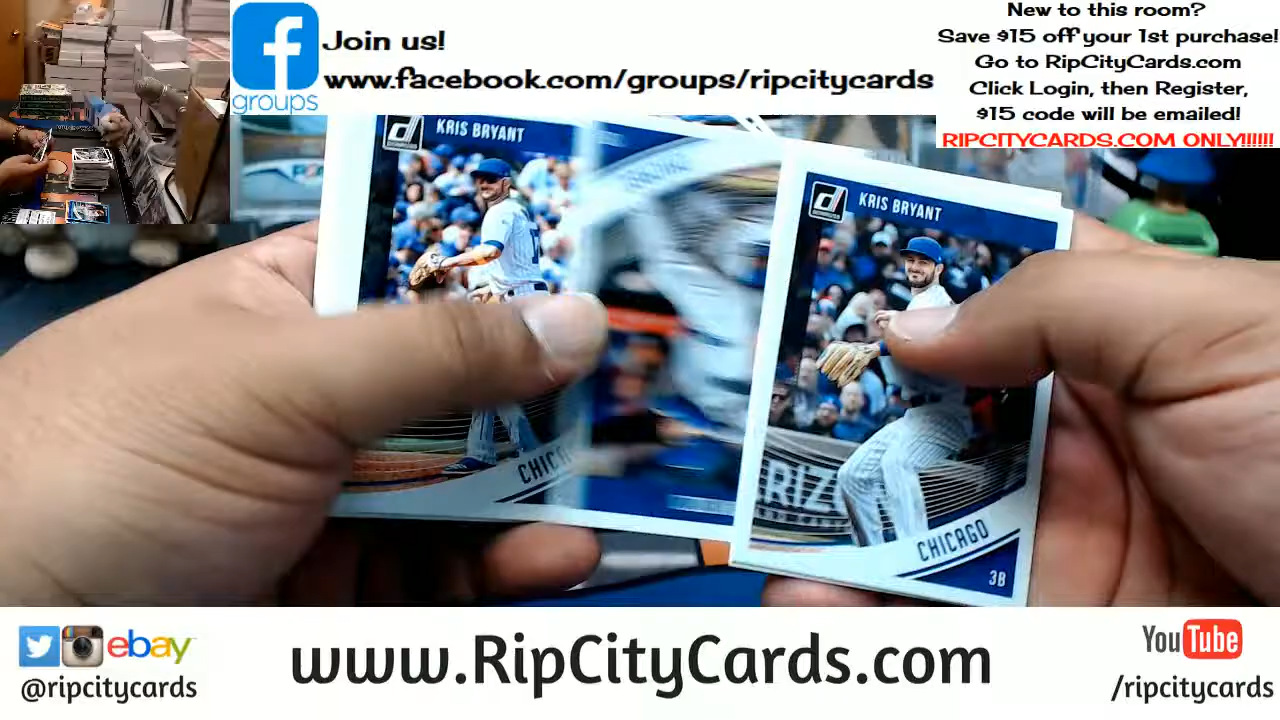 Join us!
www.facebook.com/groups/ripcitycards
groups
New to this room?
Save $15 off your 1st purchase!
Go to RipCityCards.com
Click Login, then Register,
$15 code will be emailed!
RIPCITYCARDS.COM ONLY!!!!!!
KRIS BRYANT
CHICA
KRIS BRYANT
RIZ
CHICAGO
3B
ebay
@ripcitycards
www.RipCityCards.com
YouTube
/ripcitycards